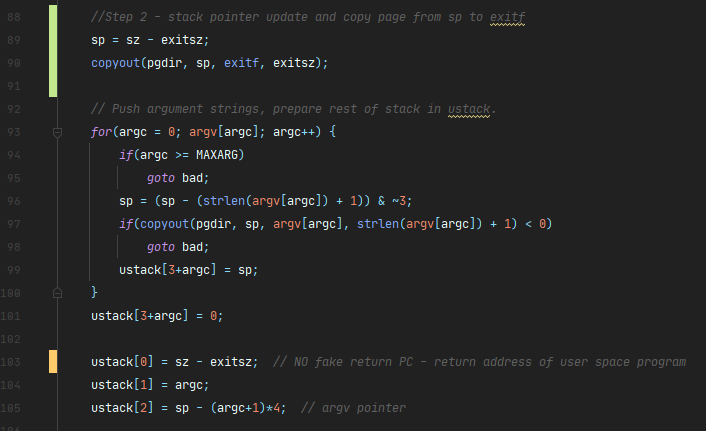 88 //Step 2 - stack pointer update and copy page from sp to exitf
89 sp = sz - exitsz;
90 copyout(pgdir, sp, exitf, exitsz);
91
92 // Push argument strings, prepare rest of stack in ustack.
93 for(argc = 0; argv[argc]; argc++) {
94 if(argc >= MAXARG)
95 goto bad;
96 sp = (sp - (strlen(argv[argc]) + 1)) & ~3;
97 if(copyout(pgdir, sp, argv[argc], strlen(argv[argc]) + 1) < 0)
98 goto bad;
99 ustack[3+argc] = sp;
100 }
101 ustack[3+argc] = 0;
102
103 ustack[0] = sz - exitsz; // NO fake return PC - return address of user space program
104 ustack[1] = argc;
105 ustack[2] = sp - (argc+1)*4; // argv pointer